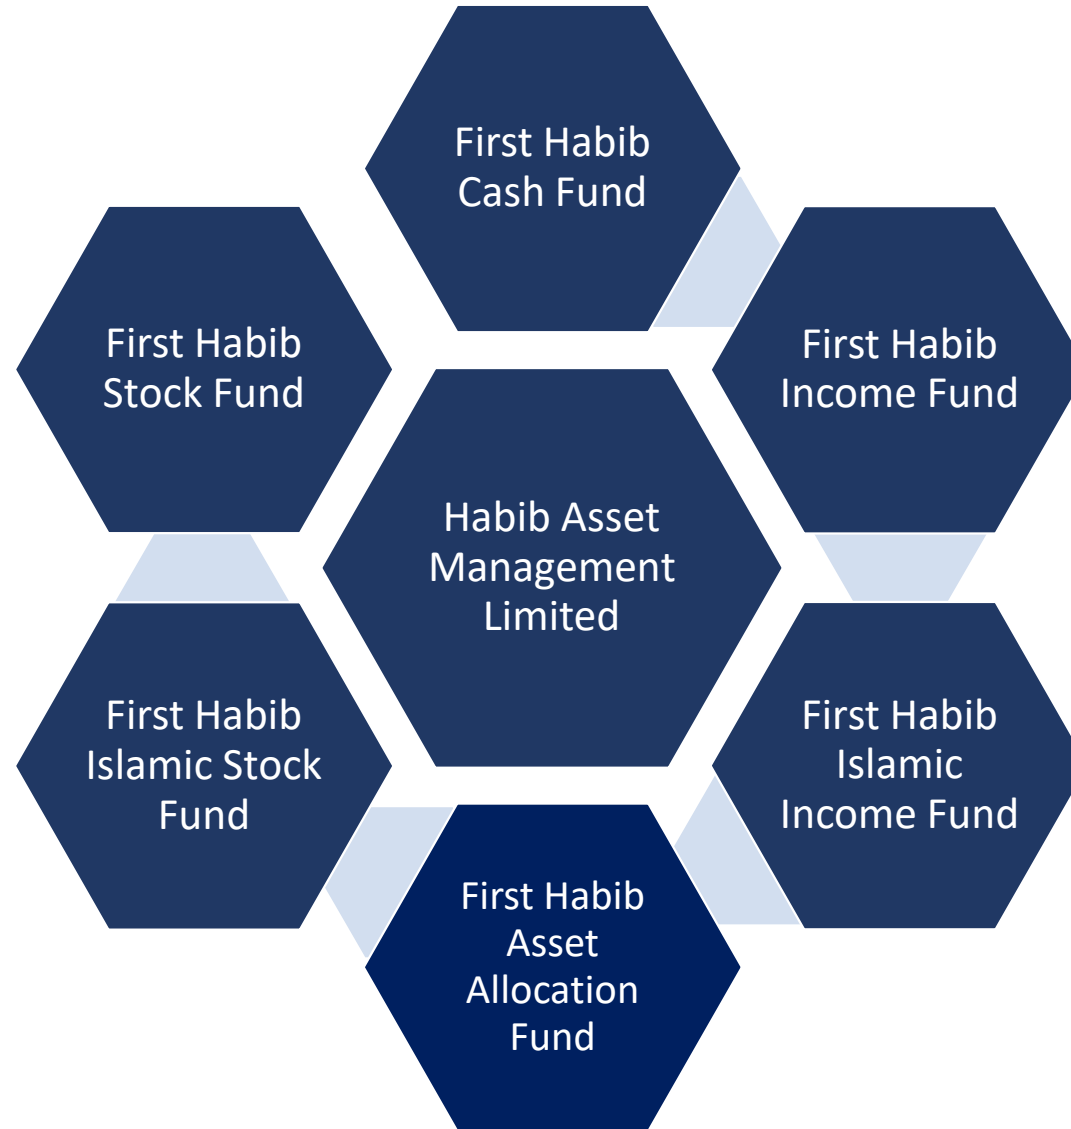 First Habib
Cash Fund
First Habib
Stock Fund
First Habib
Income Fund
Habib Asset
Management
Limited
First Habib
Islamic Stock
Fund
First Habib
Islamic
Income Fund
First Habib
Asset
Allocation
Fund